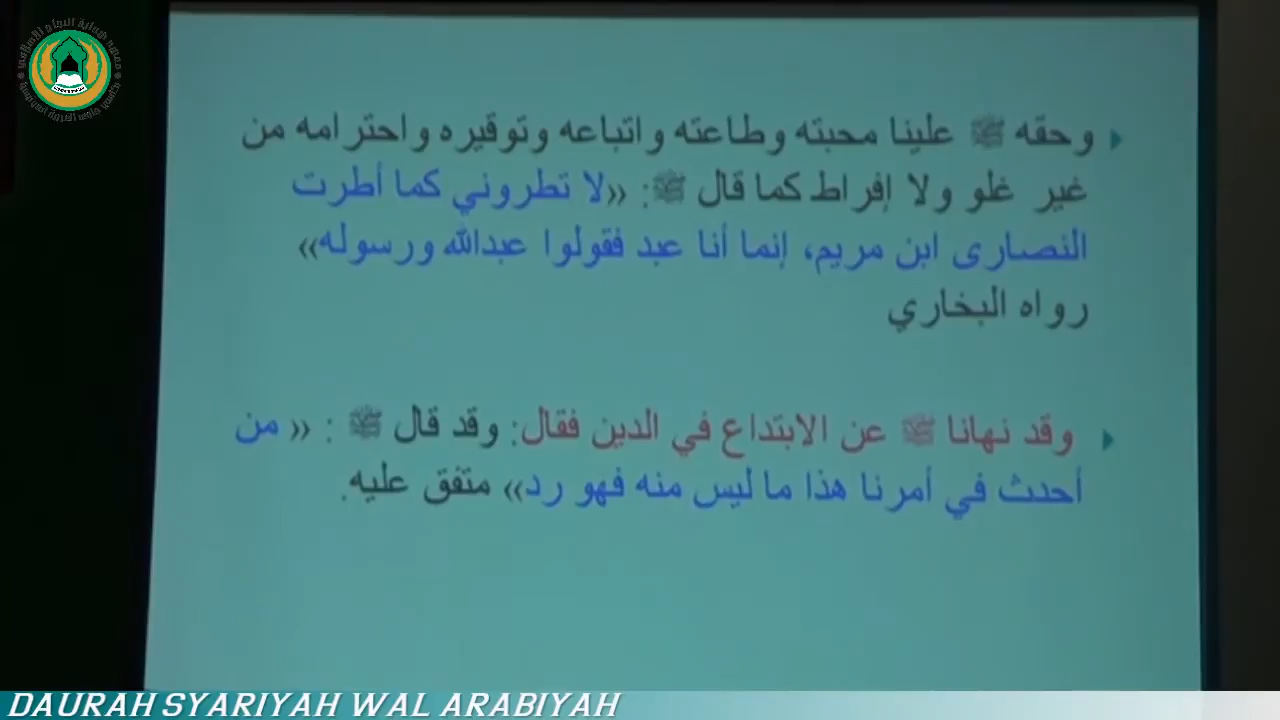 وحقه ﷺ علينا محبته وطاعته واتباعه وتوقيره واحترامه من
غير غلو ولا إفراط كما قال ﷺ: «لا تطروني كما أطرت
النصارى ابن مريم، إنما أنا عبد فقولوا عبدالله ورسوله»
رواه البخاري
وقد نهانا ﷺ عن الابتداع في الدين فقال: وقد قال ﷺ : « من
أحدث في أمرنا هذا ما ليس منه فهو رد» متفق عليه.
DAURAH SYARIYAH WAL ARABIYAH